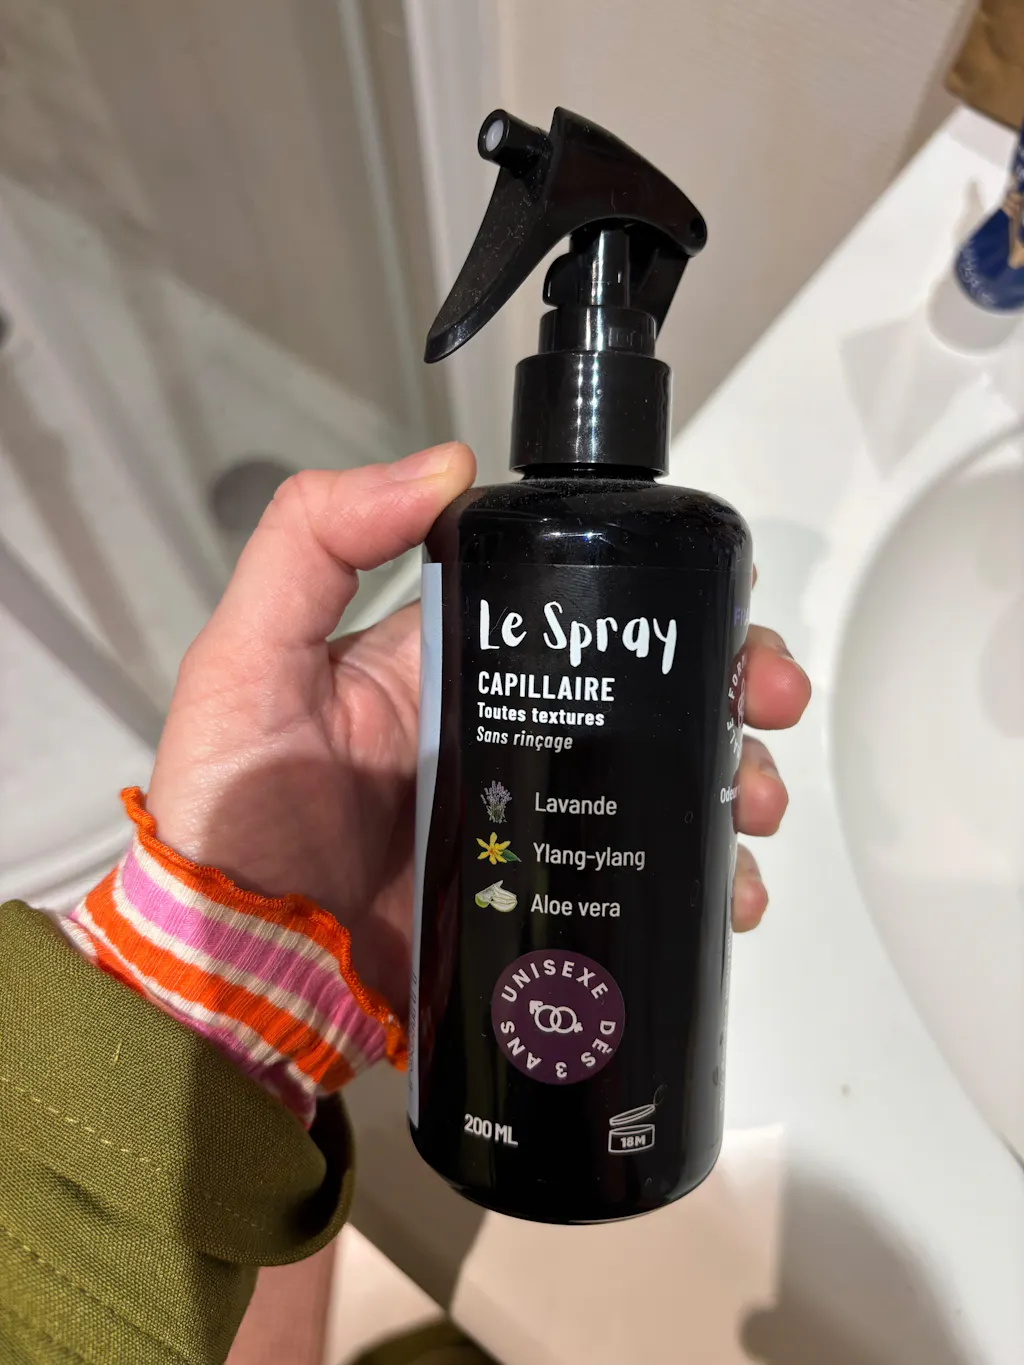 Le Spray
CAPILLAIRE
Toutes textures
Sans rinçage
Lavande
Ylang-ylang
Aloe vera
UNISEXE
DÈS 3 ANS
200 ML
18M